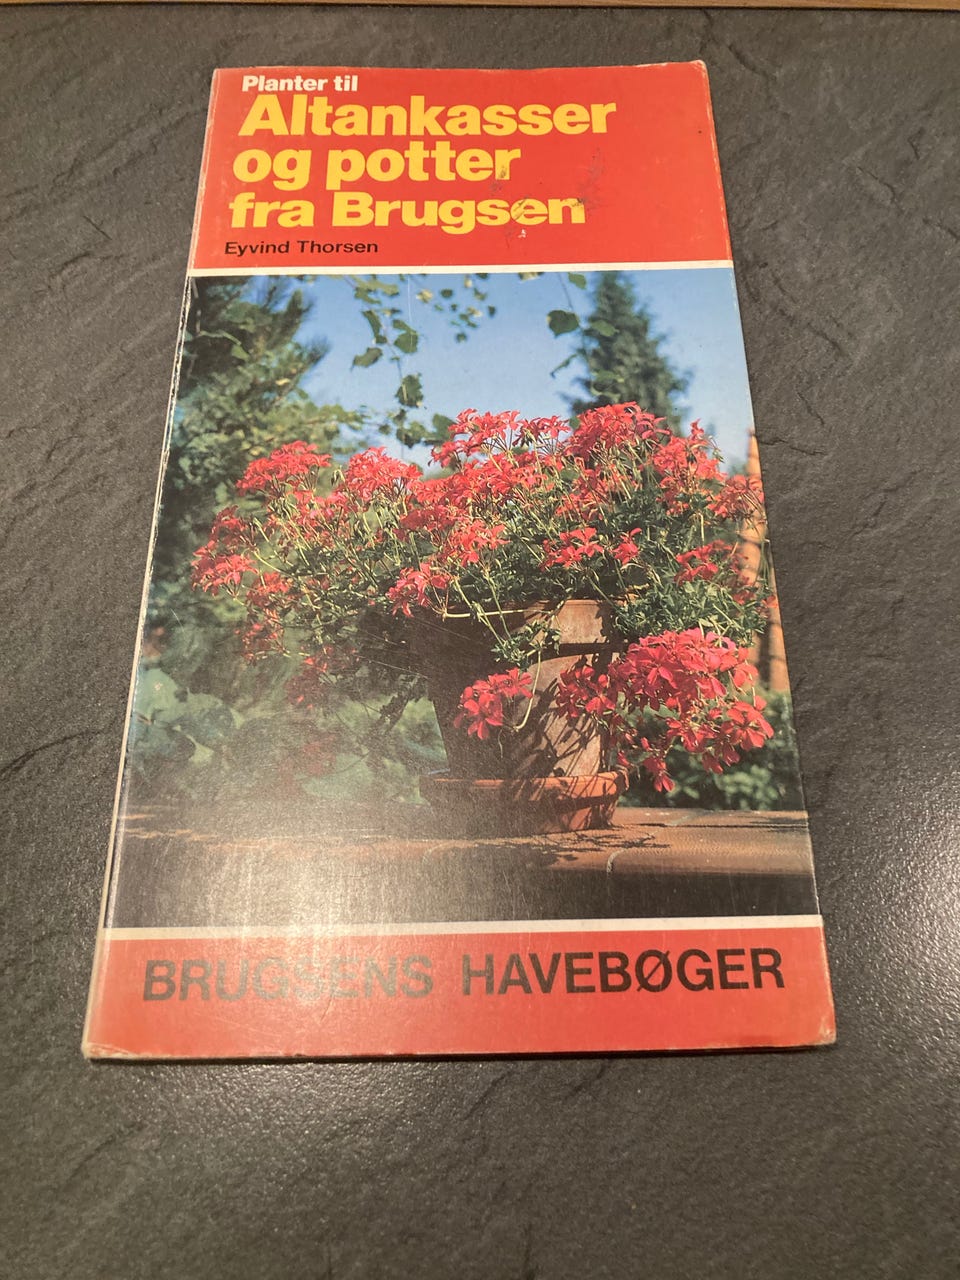 Planter til
Altankasser
og potter
fra Brugsen
Eyvind Thorsen
BRUGSENS HAVEBØGER